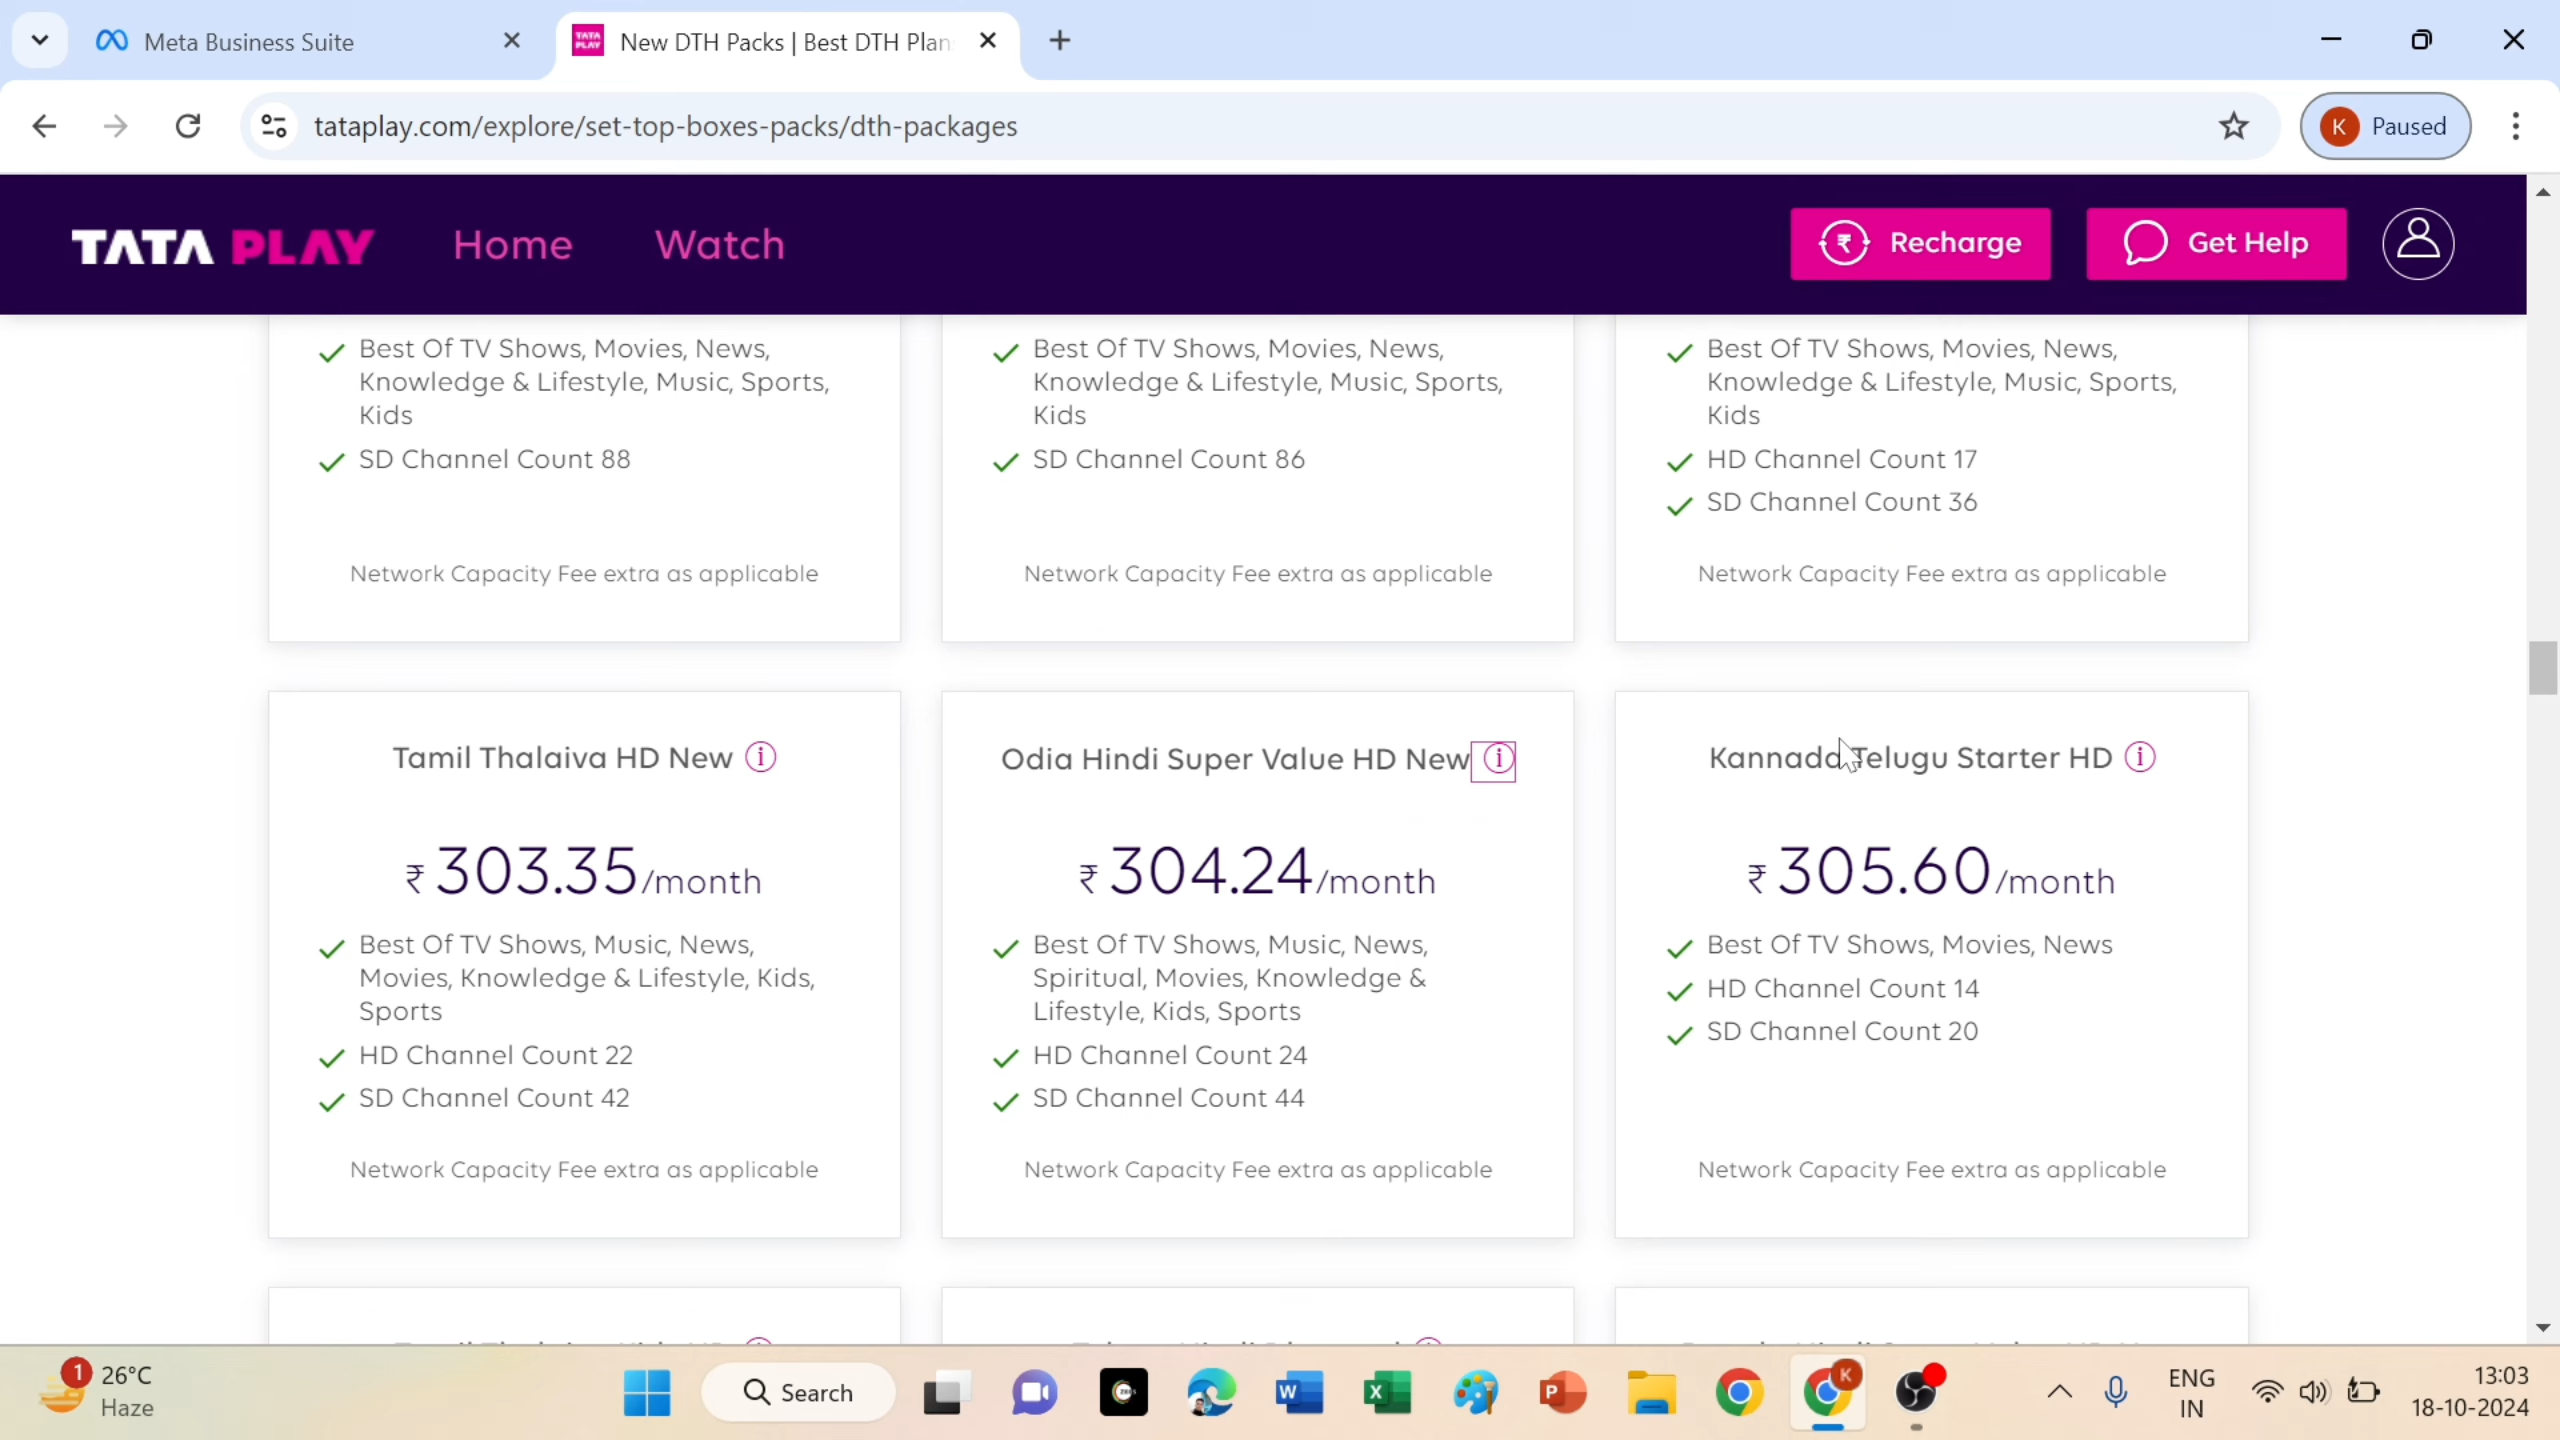 Meta Business Suite
New DTH Packs | Best DTH Plan
tataplay.com/explore/set-top-boxes-packs/dth-packages
K Paused
TATA PLAY
Home
Watch
Recharge
Get Help
Best Of TV Shows, Movies, News,
Knowledge & Lifestyle, Music, Sports,
Kids
SD Channel Count 88
Network Capacity Fee extra as applicable
Best Of TV Shows, Movies, News,
Knowledge & Lifestyle, Music, Sports,
Kids
SD Channel Count 86
Network Capacity Fee extra as applicable
Best Of TV Shows, Movies, News,
Knowledge & Lifestyle, Music, Sports,
Kids
HD Channel Count 17
SD Channel Count 36
Network Capacity Fee extra as applicable
Tamil Thalaiva HD New
₹ 303.35/month
Best Of TV Shows, Music, News,
Movies, Knowledge & Lifestyle, Kids,
Sports
HD Channel Count 22
SD Channel Count 42
Network Capacity Fee extra as applicable
Odia Hindi Super Value HD New
₹ 304.24/month
Best Of TV Shows, Music, News,
Spiritual, Movies, Knowledge &
Lifestyle, Kids, Sports
HD Channel Count 24
SD Channel Count 44
Network Capacity Fee extra as applicable
Kannada Telugu Starter HD
₹ 305.60/month
Best Of TV Shows, Movies, News
HD Channel Count 14
SD Channel Count 20
Network Capacity Fee extra as applicable
1
26°C
Haze
Search
ENG
IN
13:03
18-10-2024